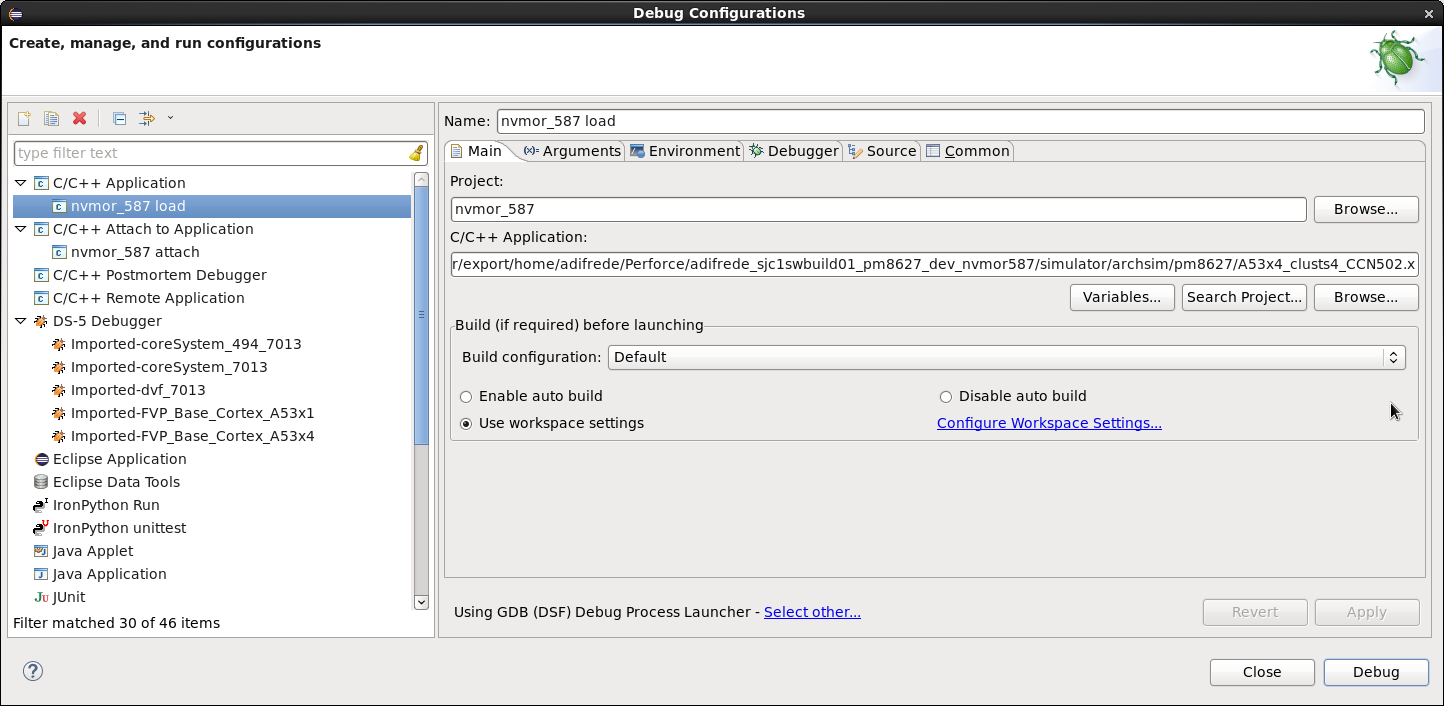 Debug Configurations
Create, manage, and run configurations
type filter text
C/C++ Application
nvmor_587 load
C/C++ Attach to Application
nvmor_587 attach
C/C++ Postmortem Debugger
C/C++ Remote Application
DS-5 Debugger
Imported-coreSystem_494_7013
Imported-coreSystem_7013
Imported-dvf_7013
Imported-FVP_Base_Cortex_A53x1
Imported-FVP_Base_Cortex_A53x4
Eclipse Application
Eclipse Data Tools
IronPython Run
IronPython unittest
Java Applet
Java Application
JUnit
Filter matched 30 of 46 items
Name: nvmor_587 load
Main Arguments Environment Debugger Source Common
Project:
nvmor_587 Browse...
C/C++ Application:
r/export/home/adifrede/Perforce/adifrede_sjc1swbuild01_pm8627_dev_nvmor587/simulator/archsim/pm8627/A53x4_clusts4_CCN502.x
Variables... Search Project... Browse...
Build (if required) before launching
Build configuration: Default
Enable auto build Disable auto build
Use workspace settings Configure Workspace Settings...
Using GDB (DSF) Debug Process Launcher - Select other... Revert Apply
Close Debug